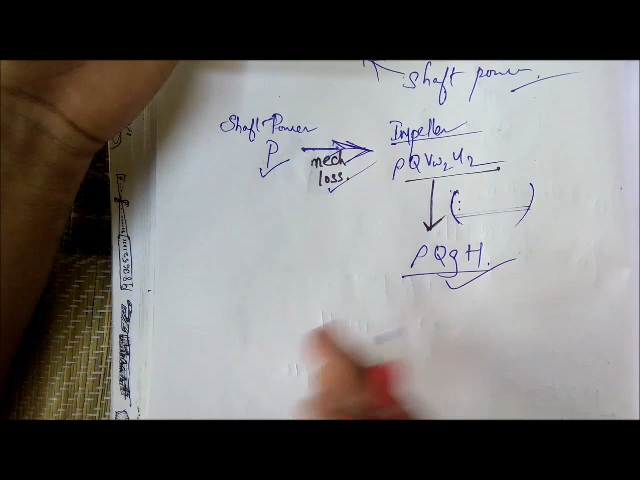 Shaft power.
Shaft Power
P
mech
loss.
Impeller
ρQVw₂U₂
ρQgH.